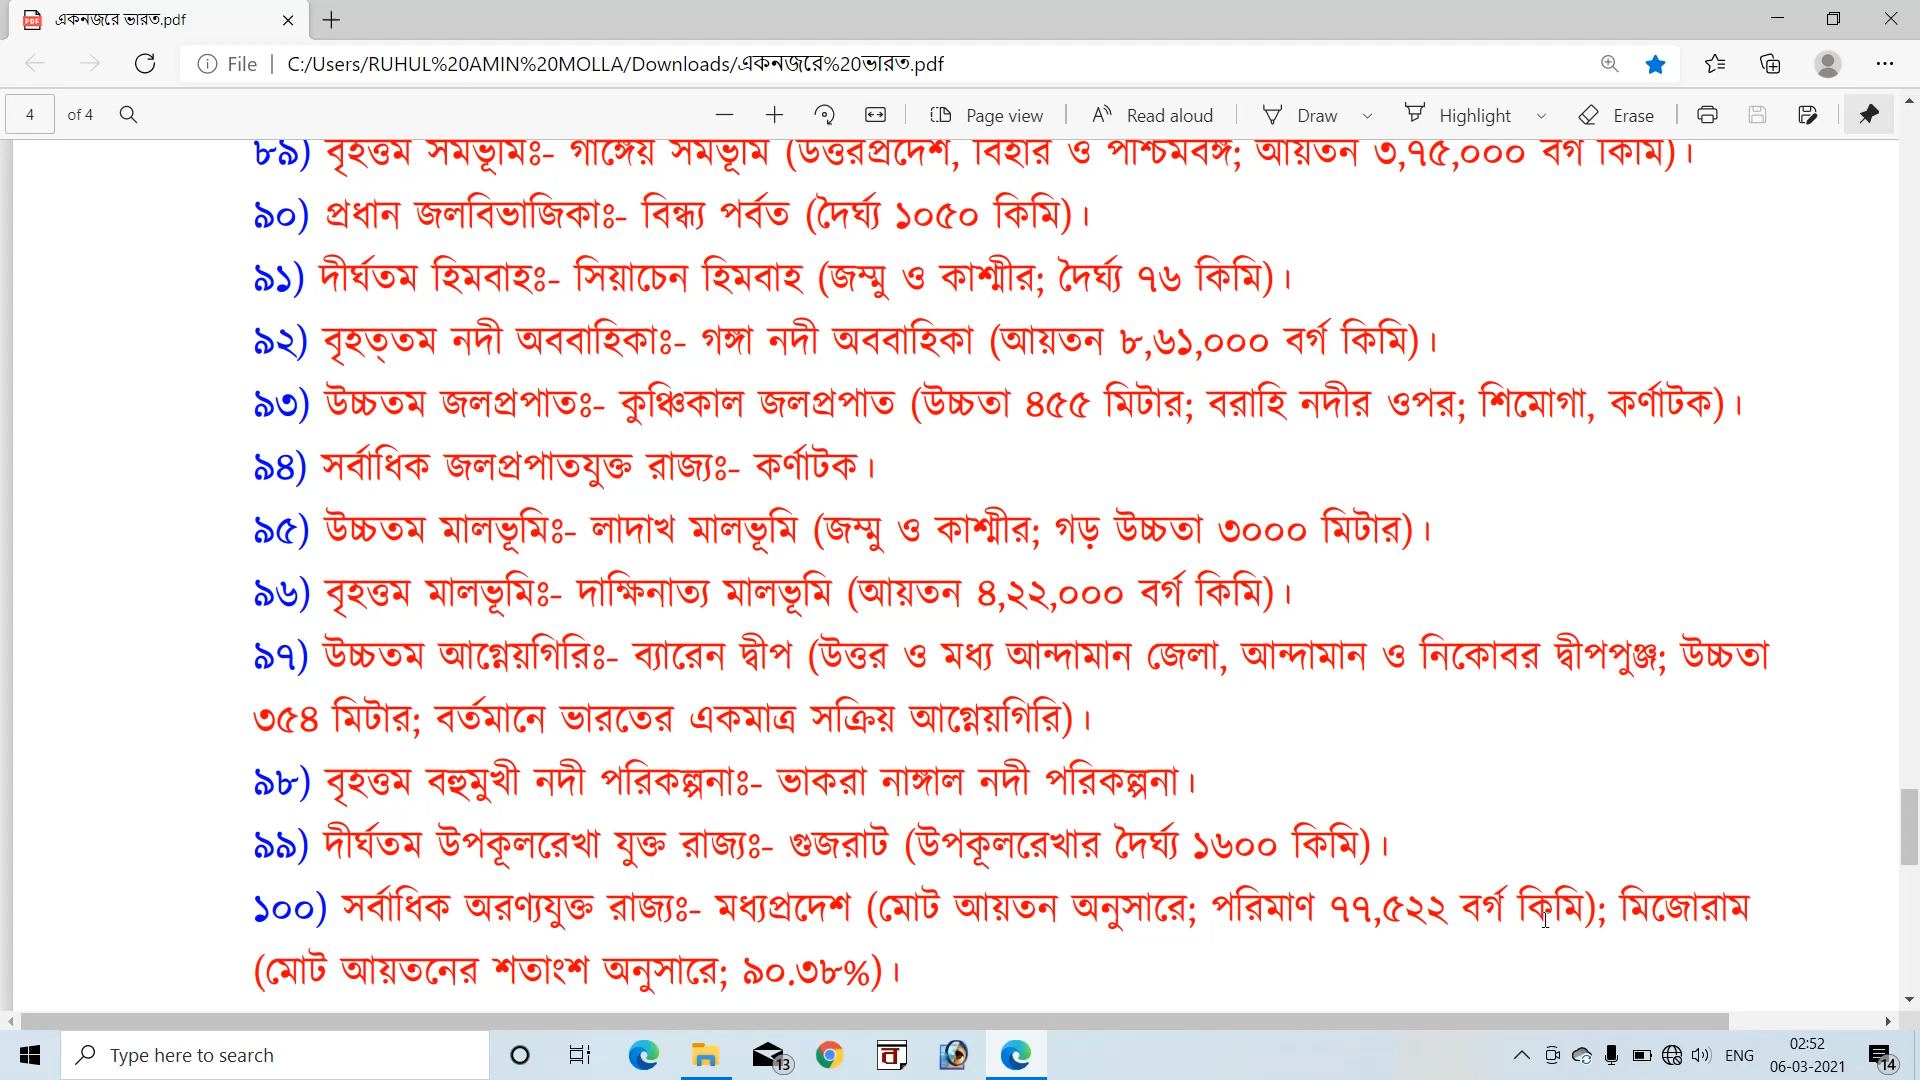 একনজরে ভারত.pdf
File | C:/Users/RUHUL%20AMIN%20MOLLA/Downloads/একনজরে%20ভারত.pdf
4 of 4 Page view Read aloud Draw Highlight Erase
৮৯) বৃহত্তম সমভূমিঃ- গাঙ্গেয় সমভূমি (উত্তরপ্রদেশ, বিহার ও পশ্চিমবঙ্গ; আয়তন ৩,৭৫,০০০ বর্গ কিমি)।
৯০) প্রধান জলবিভাজিকাঃ- বিন্ধ্য পর্বত (দৈর্ঘ্য ১০৫০ কিমি)।
৯১) দীর্ঘতম হিমবাহঃ- সিয়াচেন হিমবাহ (জম্মু ও কাশ্মীর; দৈর্ঘ্য ৭৬ কিমি)।
৯২) বৃহত্তম নদী অববাহিকাঃ- গঙ্গা নদী অববাহিকা (আয়তন ৮,৬১,০০০ বর্গ কিমি)।
৯৩) উচ্চতম জলপ্রপাতঃ- কুঞ্চিকাল জলপ্রপাত (উচ্চতা ৪৫৫ মিটার; বরাহি নদীর ওপর; শিমোগা, কর্ণাটক)।
৯৪) সর্বাধিক জলপ্রপাতযুক্ত রাজ্যঃ- কর্ণাটক।
৯৫) উচ্চতম মালভূমিঃ- লাদাখ মালভূমি (জম্মু ও কাশ্মীর; গড় উচ্চতা ৩০০০ মিটার)।
৯৬) বৃহত্তম মালভূমিঃ- দাক্ষিনাত্য মালভূমি (আয়তন ৪,২২,০০০ বর্গ কিমি)।
৯৭) উচ্চতম আগ্নেয়গিরিঃ- ব্যারেন দ্বীপ (উত্তর ও মধ্য আন্দামান জেলা, আন্দামান ও নিকোবর দ্বীপপুঞ্জ; উচ্চতা
৩৫৪ মিটার; বর্তমানে ভারতের একমাত্র সক্রিয় আগ্নেয়গিরি)।
৯৮) বৃহত্তম বহুমুখী নদী পরিকল্পনাঃ- ভাকরা নাঙ্গাল নদী পরিকল্পনা।
৯৯) দীর্ঘতম উপকূলরেখা যুক্ত রাজ্যঃ- গুজরাট (উপকূলরেখার দৈর্ঘ্য ১৬০০ কিমি)।
১০০) সর্বাধিক অরণ্যযুক্ত রাজ্যঃ- মধ্যপ্রদেশ (মোট আয়তন অনুসারে; পরিমাণ ৭৭,৫২২ বর্গ কিমি); মিজোরাম
(মোট আয়তনের শতাংশ অনুসারে; ৯০.৩৮%)।
Type here to search 13 ENG 02:52 06-03-2021 14